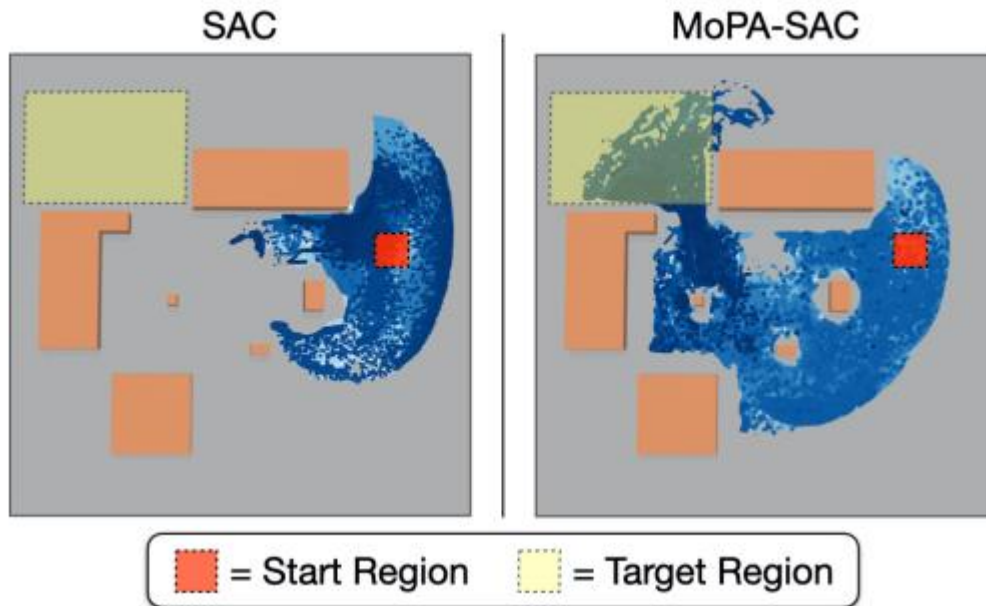 SAC
MoPA-SAC
= Start Region
= Target Region